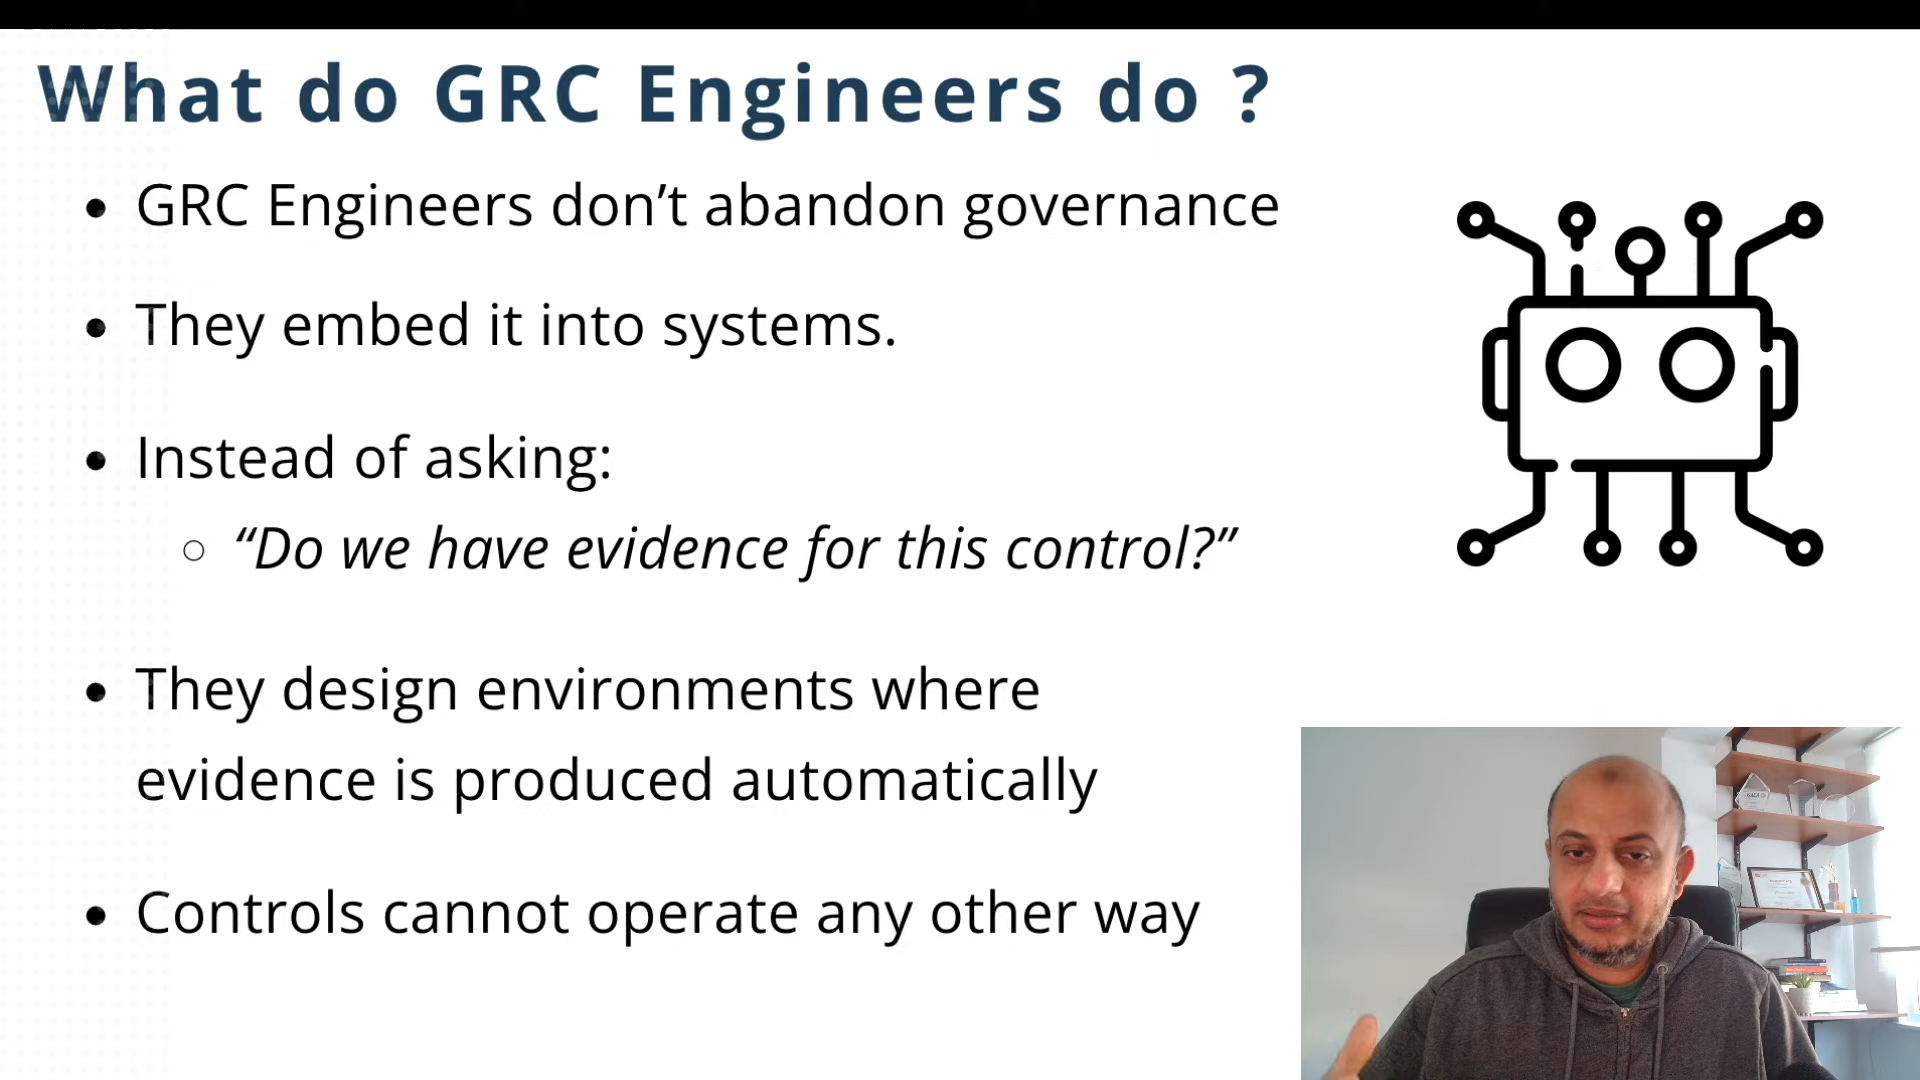 What do GRC Engineers do ?
GRC Engineers don’t abandon governance
They embed it into systems.
Instead of asking:
“Do we have evidence for this control?”
They design environments where
evidence is produced automatically
Controls cannot operate any other way